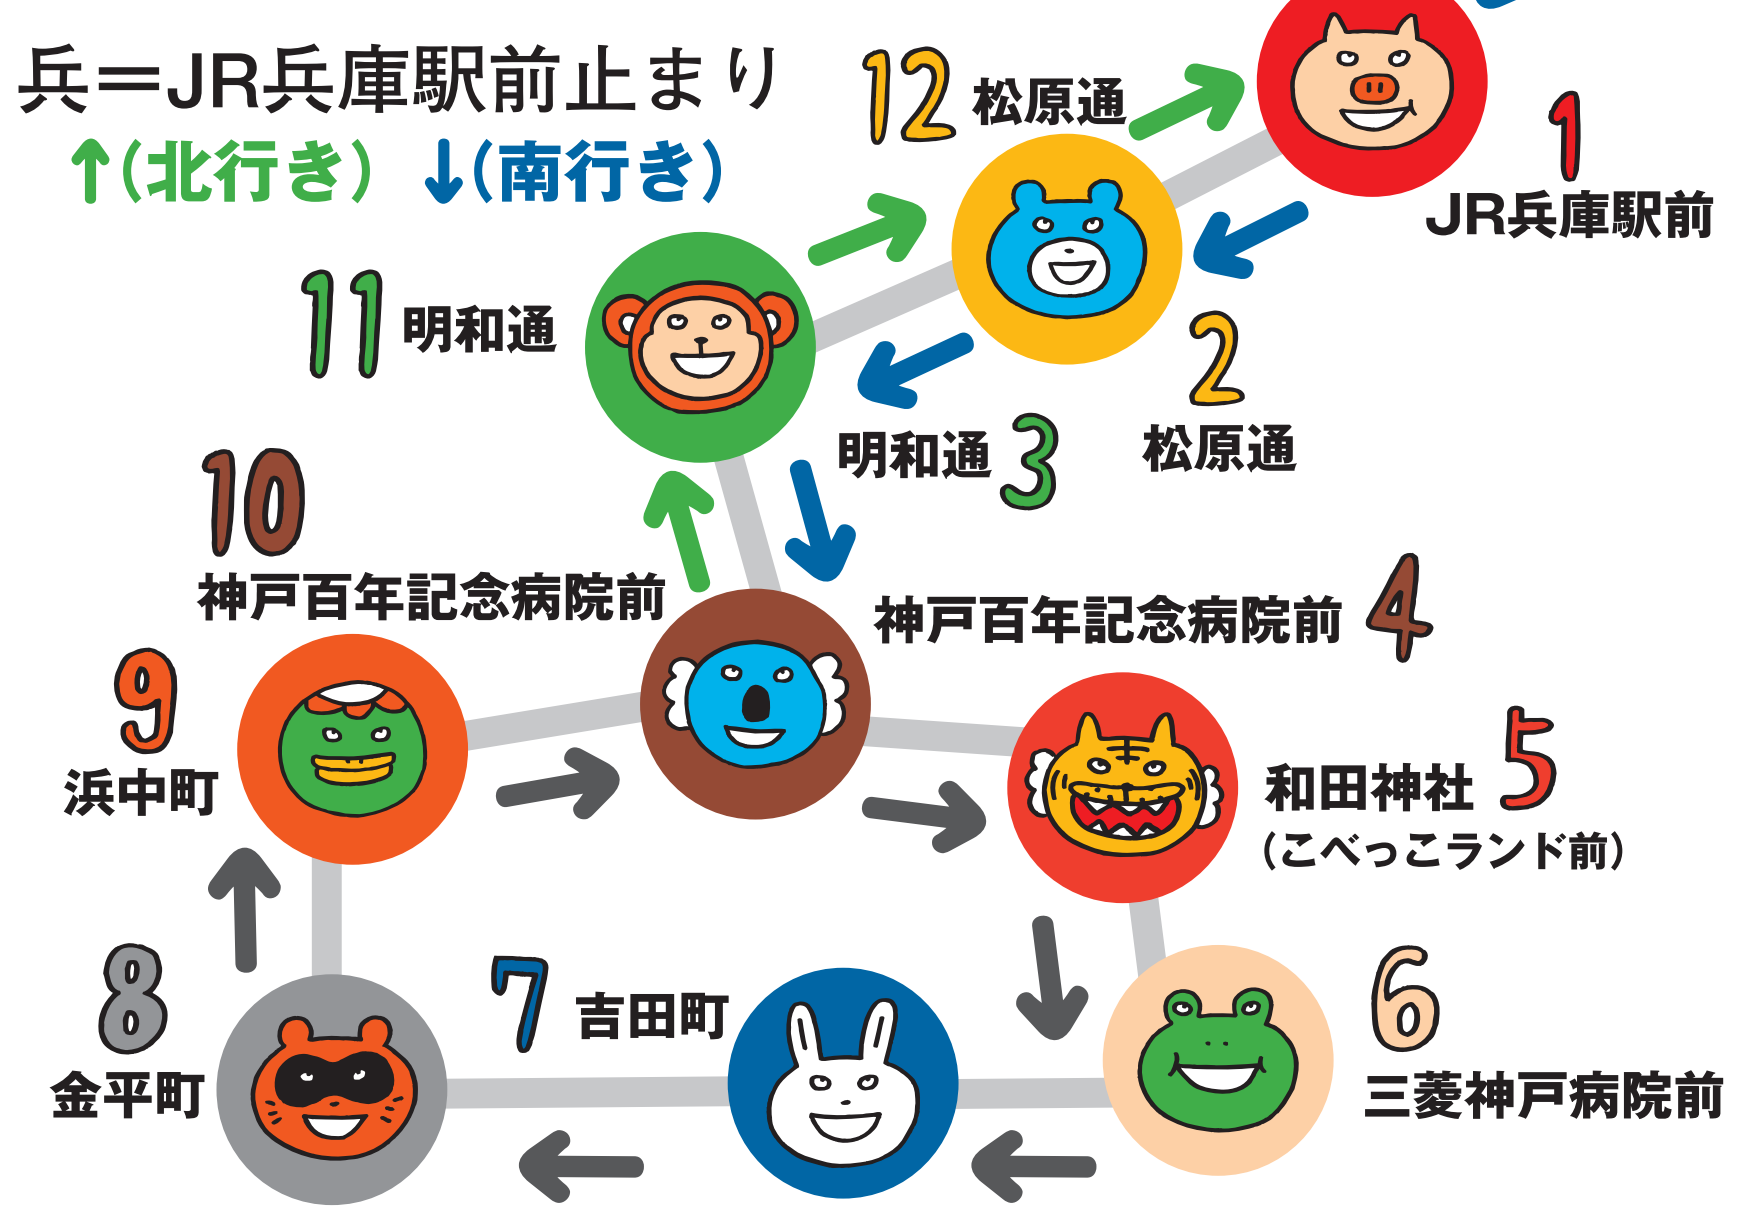 兵＝JR兵庫駅前止まり
↑(北行き) ↓(南行き)
12 松原通
1
JR兵庫駅前
11 明和通
2
松原通
明和通 3
10
神戸百年記念病院前
神戸百年記念病院前 4
9
浜中町
和田神社 5
(こべっこランド前)
8
金平町
7 吉田町
6
三菱神戸病院前